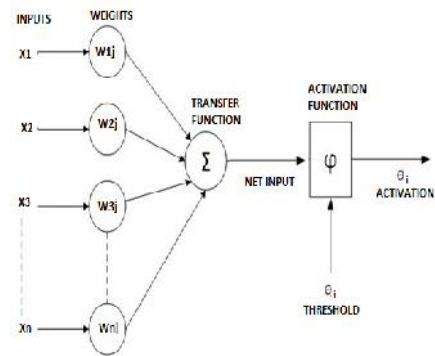 INPUTS
WEIGHTS
X1
W1j
X2
W2j
X3
W3j
Xn
Wnj
TRANSFER
FUNCTION
Σ
NET INPUT
ACTIVATION
FUNCTION
φ
θi
ACTIVATION
θi
THRESHOLD